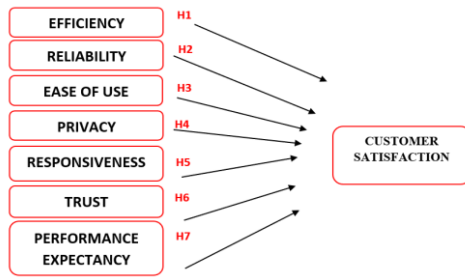 EFFICIENCY
H1
RELIABILITY
H2
EASE OF USE
H3
PRIVACY
H4
RESPONSIVENESS
H5
TRUST
H6
PERFORMANCE
EXPECTANCY
H7
CUSTOMER
SATISFACTION